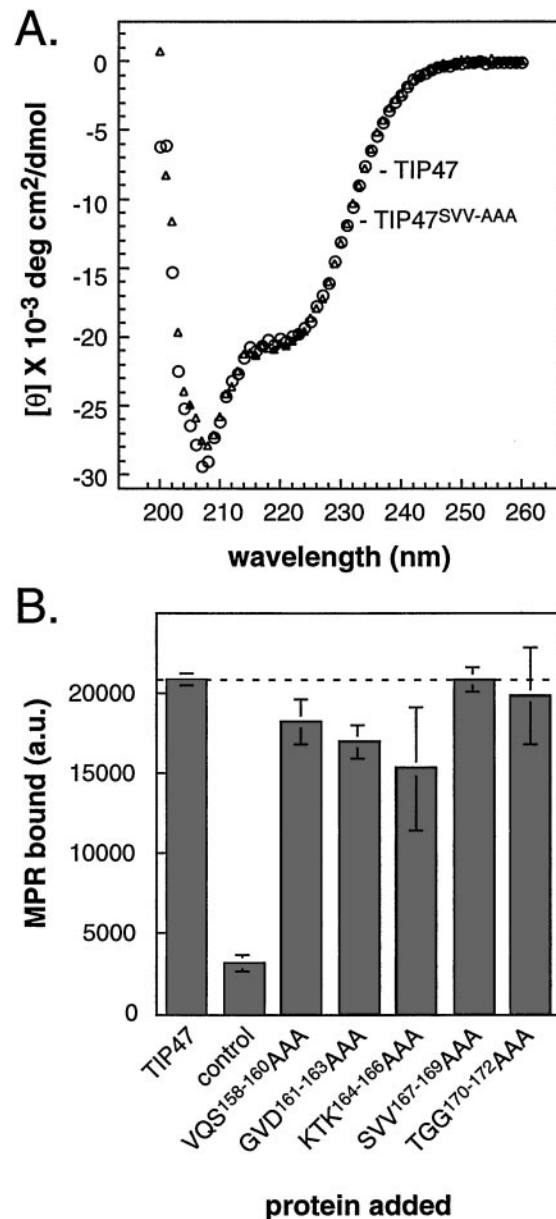 A.
[θ] X 10⁻³ deg cm²/dmol
0
-5
-10
-15
-20
-25
-30
- TIP47
- TIP47ˢⱽⱽ⁻ᴬᴬᴬ
200 210 220 230 240 250 260
wavelength (nm)
B.
MPR bound (a.u.)
20000
15000
10000
5000
0
TIP47
control
VQS¹⁵⁸⁻¹⁶⁰AAA
GVD¹⁶¹⁻¹⁶³AAA
KTK¹⁶⁴⁻¹⁶⁶AAA
SVV¹⁶⁷⁻¹⁶⁹AAA
TGG¹⁷⁰⁻¹⁷²AAA
protein added